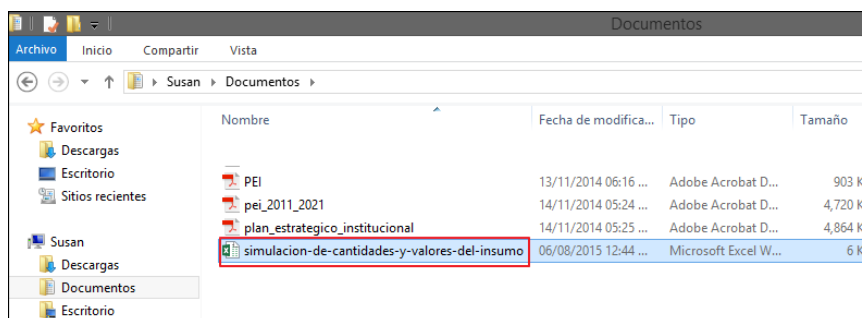 Documentos
Archivo Inicio Compartir Vista
Susan Documentos
Nombre Fecha de modifica... Tipo Tamaño
Favoritos
Descargas
Escritorio
Sitios recientes
Susan
Descargas
Documentos
Escritorio
PEI 13/11/2014 06:16 ... Adobe Acrobat D... 903 K
pei_2011_2021 14/11/2014 05:24 ... Adobe Acrobat D... 4,720 K
plan_estrategico_institucional 14/11/2014 05:25 ... Adobe Acrobat D... 4,864 K
simulacion-de-cantidades-y-valores-del-insumo 06/08/2015 12:44 ... Microsoft Excel W... 6 K